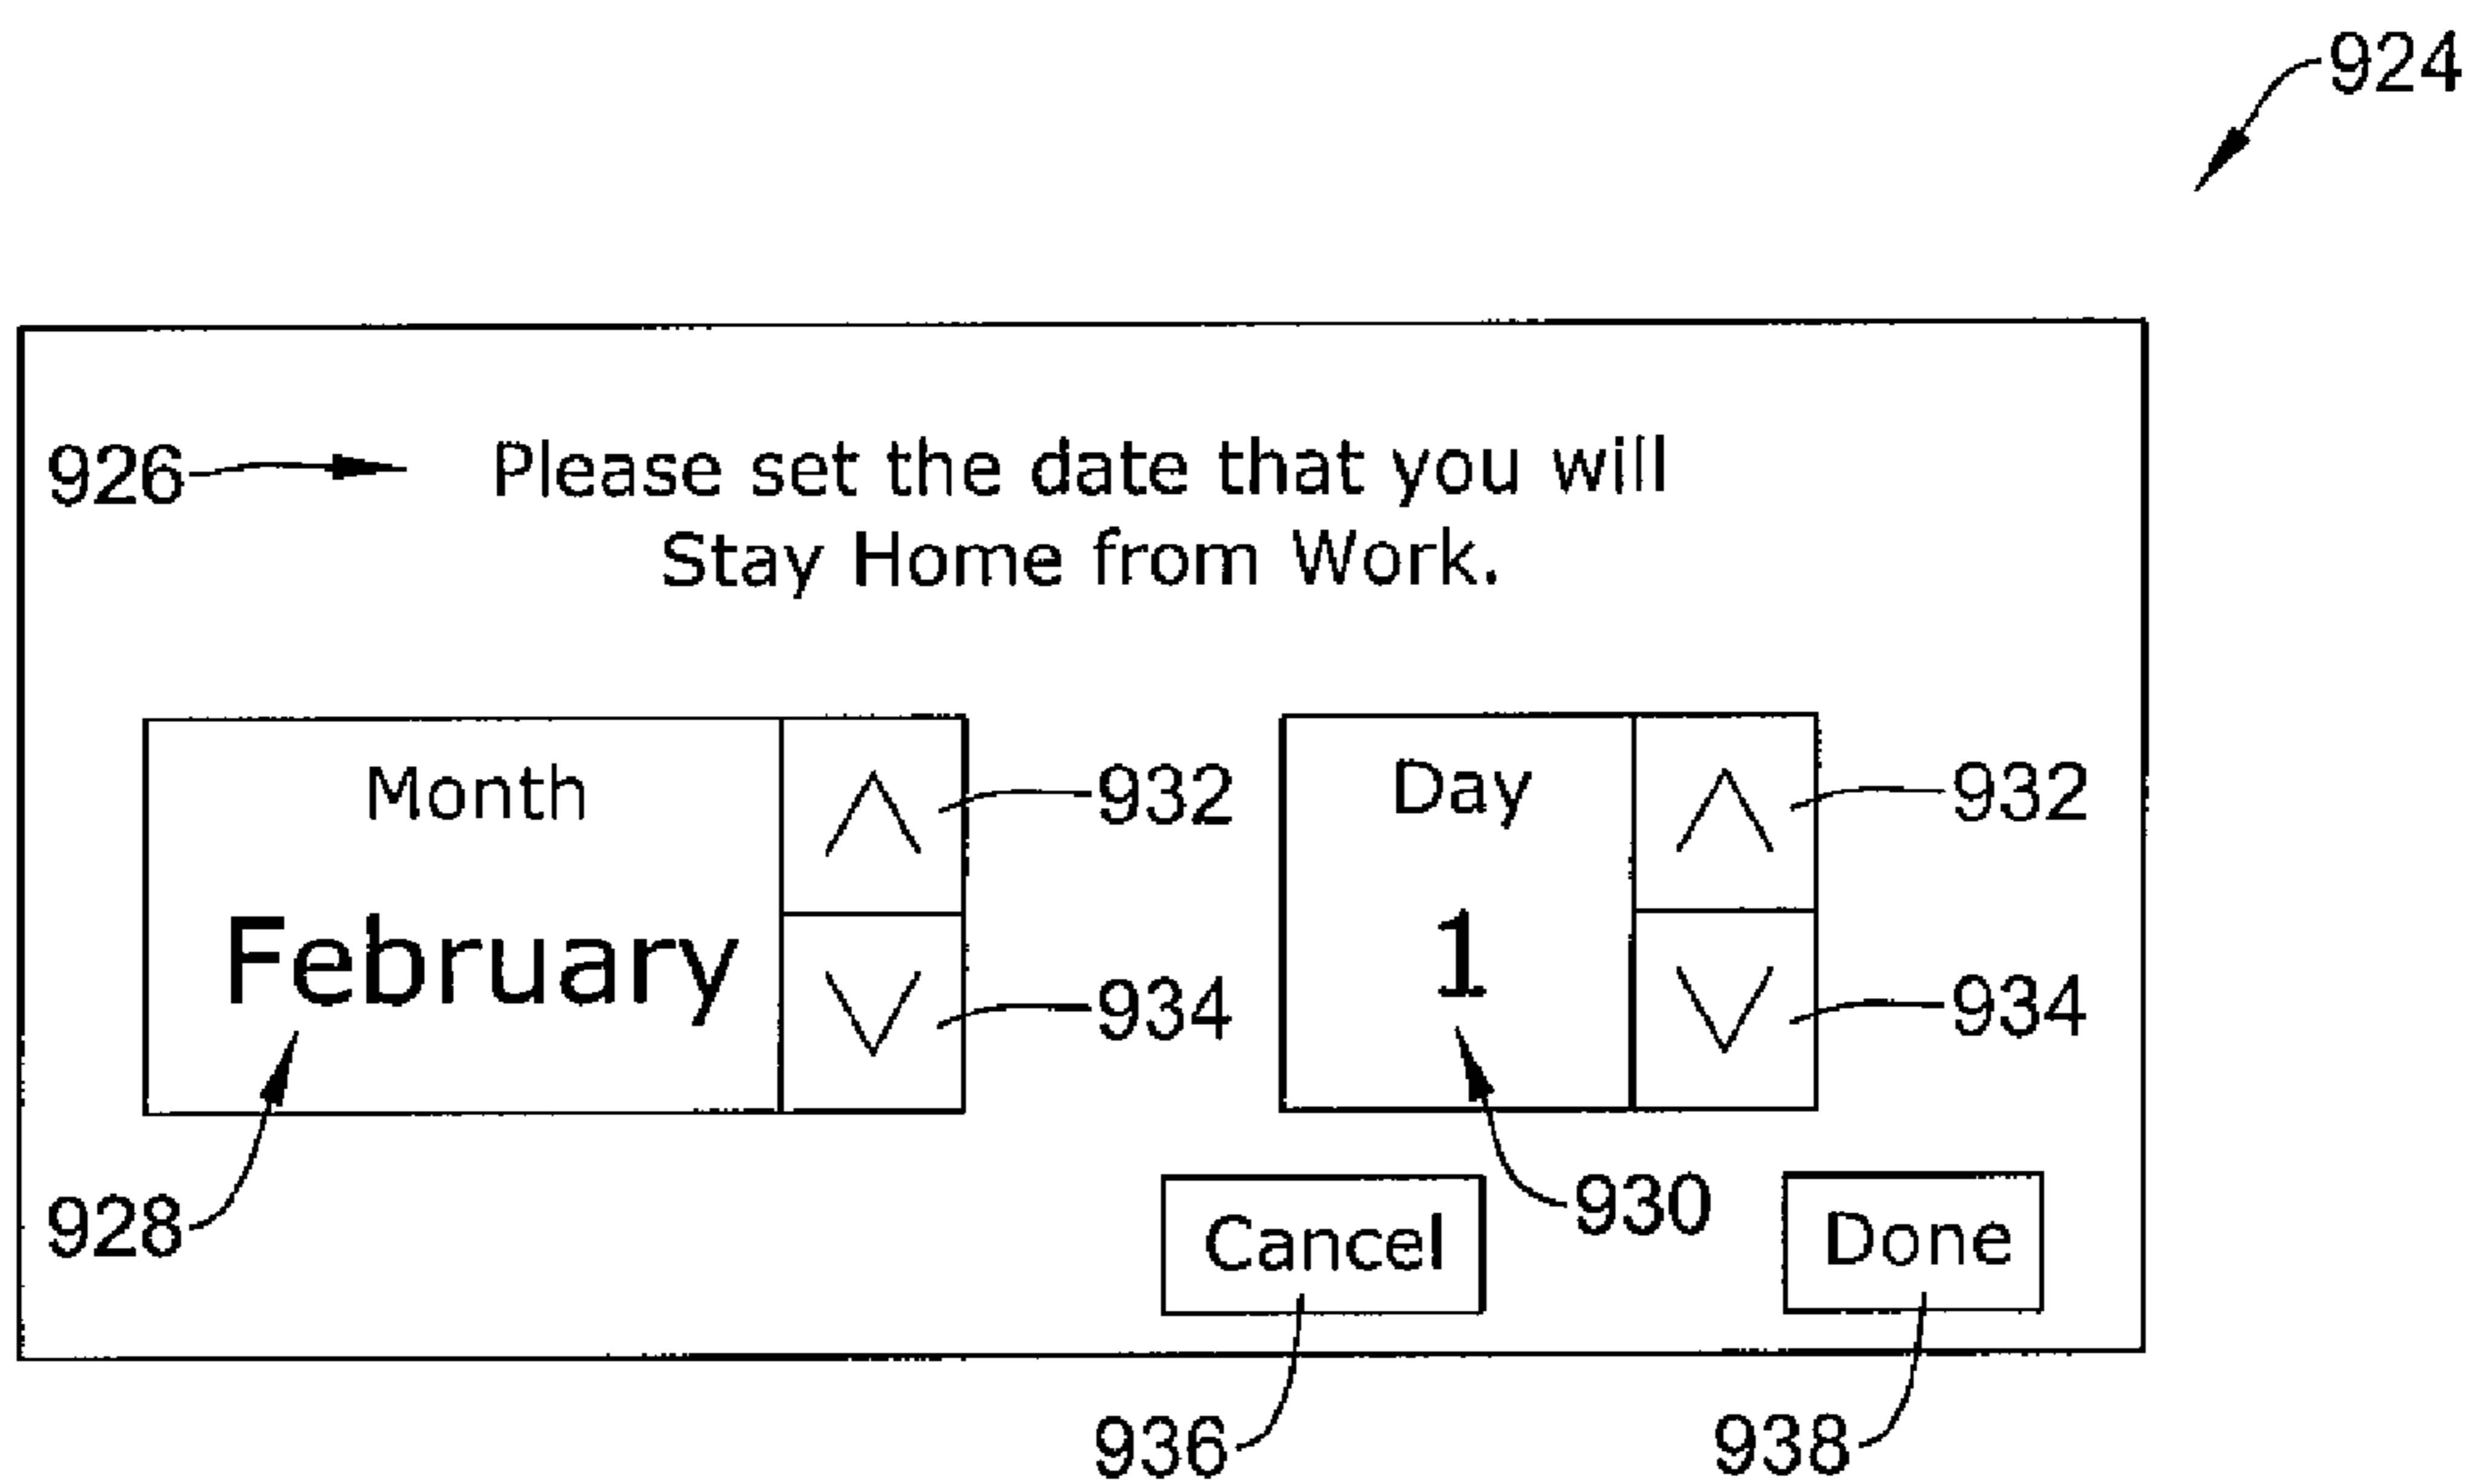 924
926 Please set the date that you will
Stay Home from Work.
Month 932 Day 932
February 934 1 934
928 Cancel 930 Done
936 938